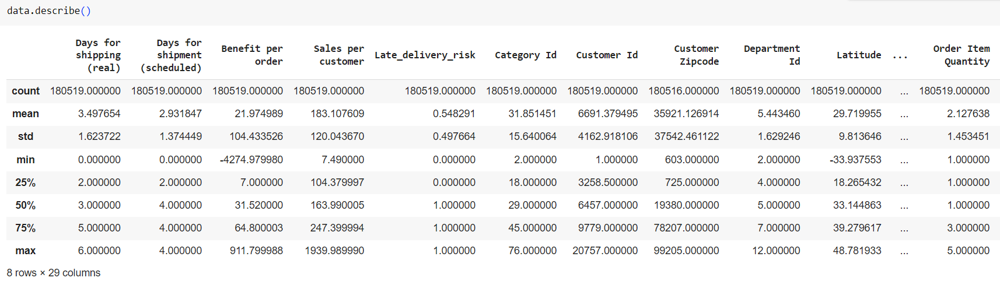 data.describe()
Days for shipping (real) Days for shipment (scheduled) Benefit per order Sales per customer Late_delivery_risk Category Id Customer Id Customer Zipcode Department Id Latitude ... Order Item Quantity
count 180519.000000 180519.000000 180519.000000 180519.000000 180519.000000 180519.000000 180519.000000 180516.000000 180519.000000 180519.000000 ... 180519.000000
mean 3.497654 2.931847 21.974989 183.107609 0.548291 31.851451 6691.379495 35921.126914 5.443460 29.719955 ... 2.127638
std 1.623722 1.374449 104.433526 120.043670 0.497664 15.640064 4162.918106 37542.461122 1.629246 9.813646 ... 1.453451
min 0.000000 0.000000 -4274.979980 7.490000 0.000000 2.000000 1.000000 603.000000 2.000000 -33.937553 ... 1.000000
25% 2.000000 2.000000 7.000000 104.379997 0.000000 18.000000 3258.500000 725.000000 4.000000 18.265432 ... 1.000000
50% 3.000000 4.000000 31.520000 163.990005 1.000000 29.000000 6457.000000 19380.000000 5.000000 33.144863 ... 1.000000
75% 5.000000 4.000000 64.800003 247.399994 1.000000 45.000000 9779.000000 78207.000000 7.000000 39.279617 ... 3.000000
max 6.000000 4.000000 911.799988 1939.989990 1.000000 76.000000 20757.000000 99205.000000 12.000000 48.781933 ... 5.000000
8 rows × 29 columns